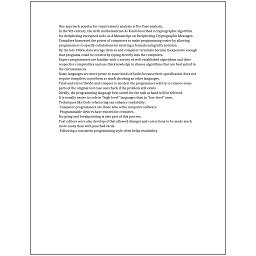 One approach popular for requirements analysis is Use Case analysis.
In the 9th century, the Arab mathematician Al-Kindi described a cryptographic algorithm
for deciphering encrypted code, in A Manuscript on Deciphering Cryptographic Messages.
Compilers harnessed the power of computers to make programming easier by allowing
programmers to specify calculations by entering a formula using infix notation.
By the late 1960s, data storage devices and computer terminals became inexpensive enough
that programs could be created by typing directly into the computers.
Expert programmers are familiar with a variety of well-established algorithms and their
respective complexities and use this knowledge to choose algorithms that are best suited to
the circumstances.
Some languages are more prone to some kinds of faults because their specification does not
require compilers to perform as much checking as other languages.
Trial-and-error/divide-and-conquer is needed: the programmer will try to remove some
parts of the original test case and check if the problem still exists.
Ideally, the programming language best suited for the task at hand will be selected.
It is usually easier to code in "high-level" languages than in "low-level" ones.
Techniques like Code refactoring can enhance readability.
Computer programmers are those who write computer software.
Programmable devices have existed for centuries.
Scripting and breakpointing is also part of this process.
Text editors were also developed that allowed changes and corrections to be made much
more easily than with punched cards.
Following a consistent programming style often helps readability.